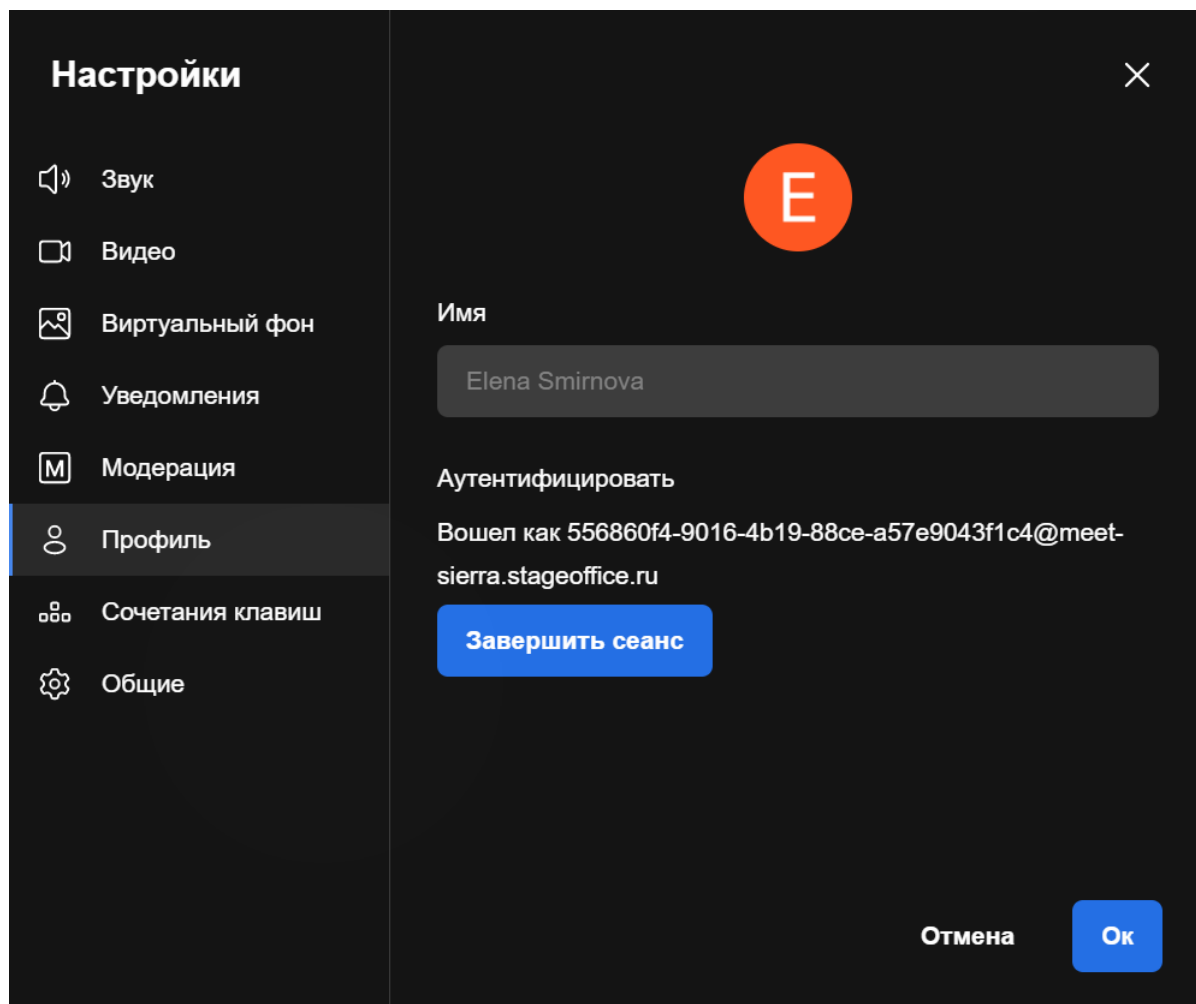 Настройки
Звук
Видео
Виртуальный фон
Уведомления
M
Модерация
Профиль
Сочетания клавиш
Общие
E
Имя
Elena Smirnova
Аутентифицировать
Вошел как 556860f4-9016-4b19-88ce-a57e9043f1c4@meet-
sierra.stageoffice.ru
Завершить сеанс
Отмена
Ок